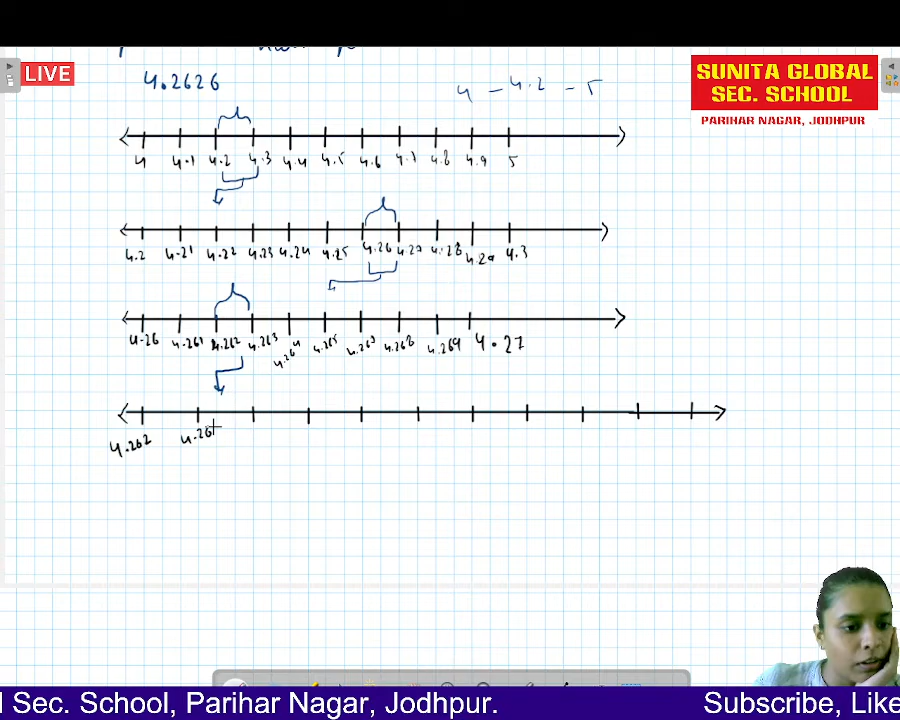 LIVE
SUNITA GLOBAL
SEC. SCHOOL
PARIHAR NAGAR, JODHPUR
4.2626
4 - 4.2 - 5
4 4.1 4.2 4.3 4.4 4.5 4.6 4.7 4.8 4.9 5
4.2 4.21 4.22 4.23 4.24 4.25 4.26 4.27 4.28 4.29 4.3
4.26 4.261 4.262 4.263 4.264 4.265 4.268 4.269 4.27
4.262
l Sec. School, Parihar Nagar, Jodhpur. Subscribe, Like